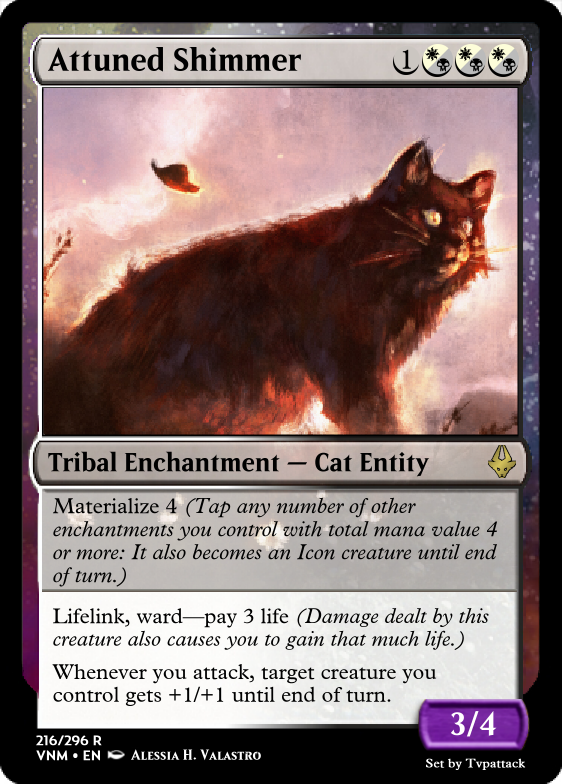 Attuned Shimmer 1
Tribal Enchantment — Cat Entity
Materialize 4 (Tap any number of other
enchantments you control with total mana value 4
or more: It also becomes an Icon creature until end
of turn.)
Lifelink, ward—pay 3 life (Damage dealt by this
creature also causes you to gain that much life.)
Whenever you attack, target creature you
control gets +1/+1 until end of turn.
3/4
216/296 R
VNM • EN Alessia H. Valastro
Set by Tvpattack